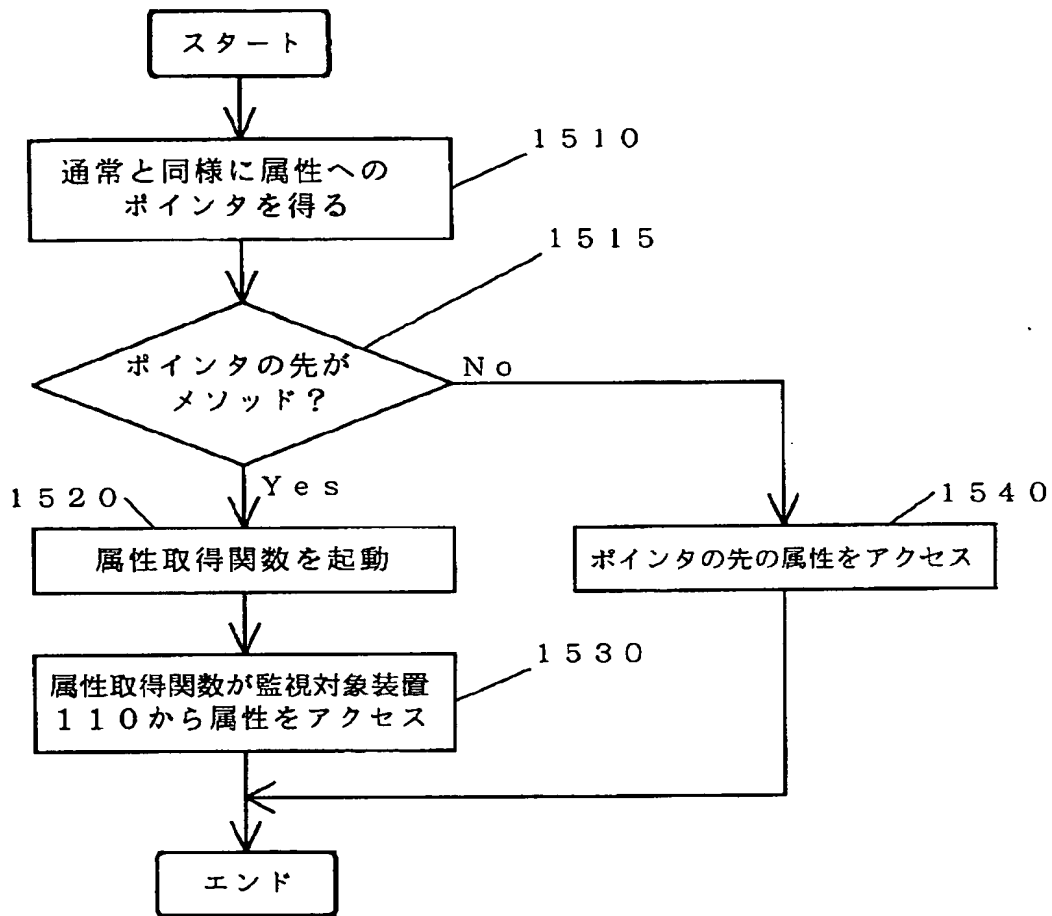 スタート
1510
通常と同様に属性への
ポインタを得る
1515
ポインタの先が
メソッド?
No
Yes
1520
属性取得関数を起動
1540
ポインタの先の属性をアクセス
1530
属性取得関数が監視対象装置
110から属性をアクセス
エンド